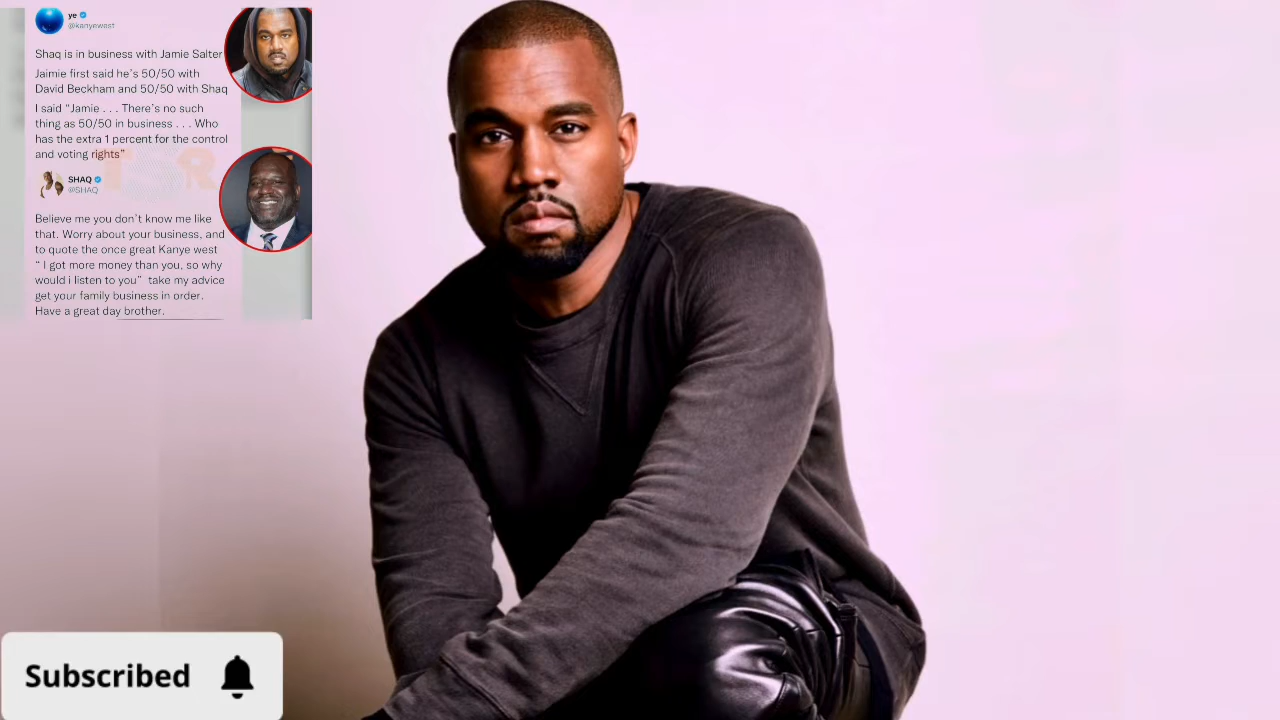 ye
@kanyewest
Shaq is in business with Jamie Salter
Jaimie first said he's 50/50 with
David Beckham and 50/50 with Shaq
I said "Jamie . . . There's no such
thing as 50/50 in business . . . Who
has the extra 1 percent for the control
and voting rights"
SHAQ
@SHAQ
Believe me you don't know me like
that. Worry about your business, and
to quote the once great Kanye west
" I got more money than you, so why
would i listen to you" take my advice
get your family business in order.
Have a great day brother.
Subscribed